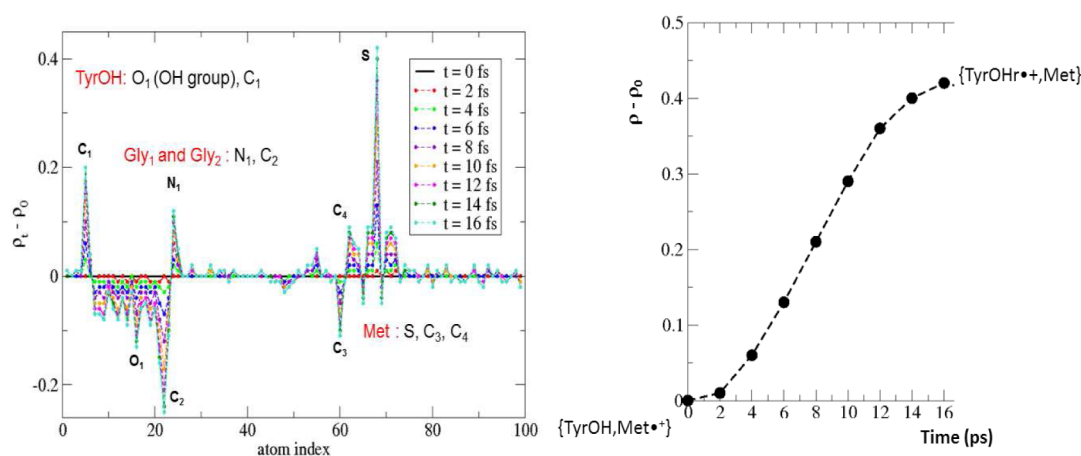 0.4
0.2
0
-0.2
ρt - ρ0
TyrOH: O1 (OH group), C1
C1
Gly1 and Gly2 : N1, C2
N1
S
C4
t = 0 fs
t = 2 fs
t = 4 fs
t = 6 fs
t = 8 fs
t = 10 fs
t = 12 fs
t = 14 fs
t = 16 fs
O1
C2
C3
Met : S, C3, C4
0 20 40 60 80 100
atom index
ρ - ρ0
0.5
0.4
0.3
0.2
0.1
0
{TyrOHr•+,Met}
0 2 4 6 8 10 12 14 16
{TyrOH,Met•+}
Time (ps)